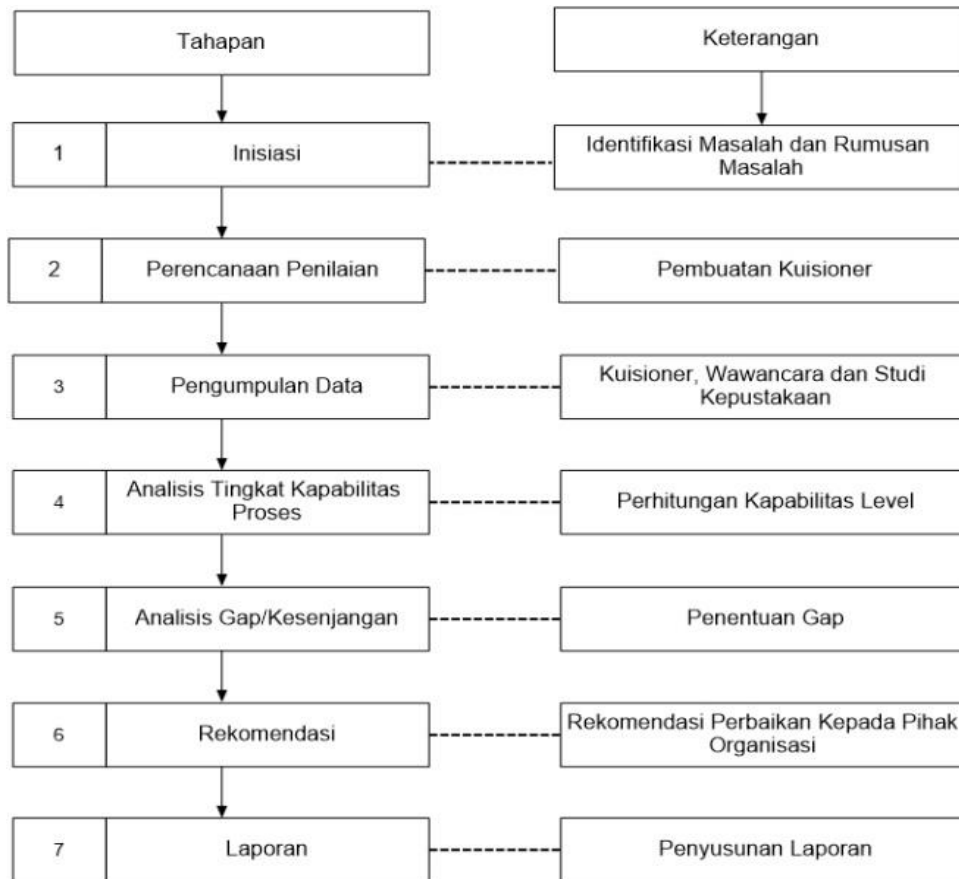 Tahapan
Keterangan
1
Inisiasi
Identifikasi Masalah dan Rumusan
Masalah
2
Perencanaan Penilaian
Pembuatan Kuisioner
3
Pengumpulan Data
Kuisioner, Wawancara dan Studi
Kepustakaan
4
Analisis Tingkat Kapabilitas
Proses
Perhitungan Kapabilitas Level
5
Analisis Gap/Kesenjangan
Penentuan Gap
6
Rekomendasi
Rekomendasi Perbaikan Kepada Pihak
Organisasi
7
Laporan
Penyusunan Laporan